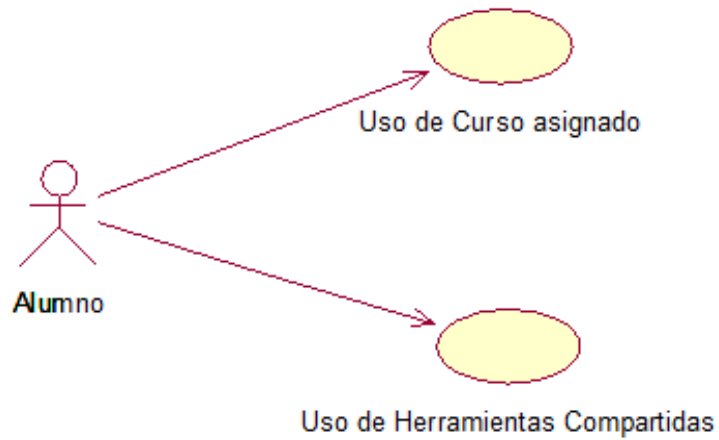 Uso de Curso asignado
Alumno
Uso de Herramientas Compartidas